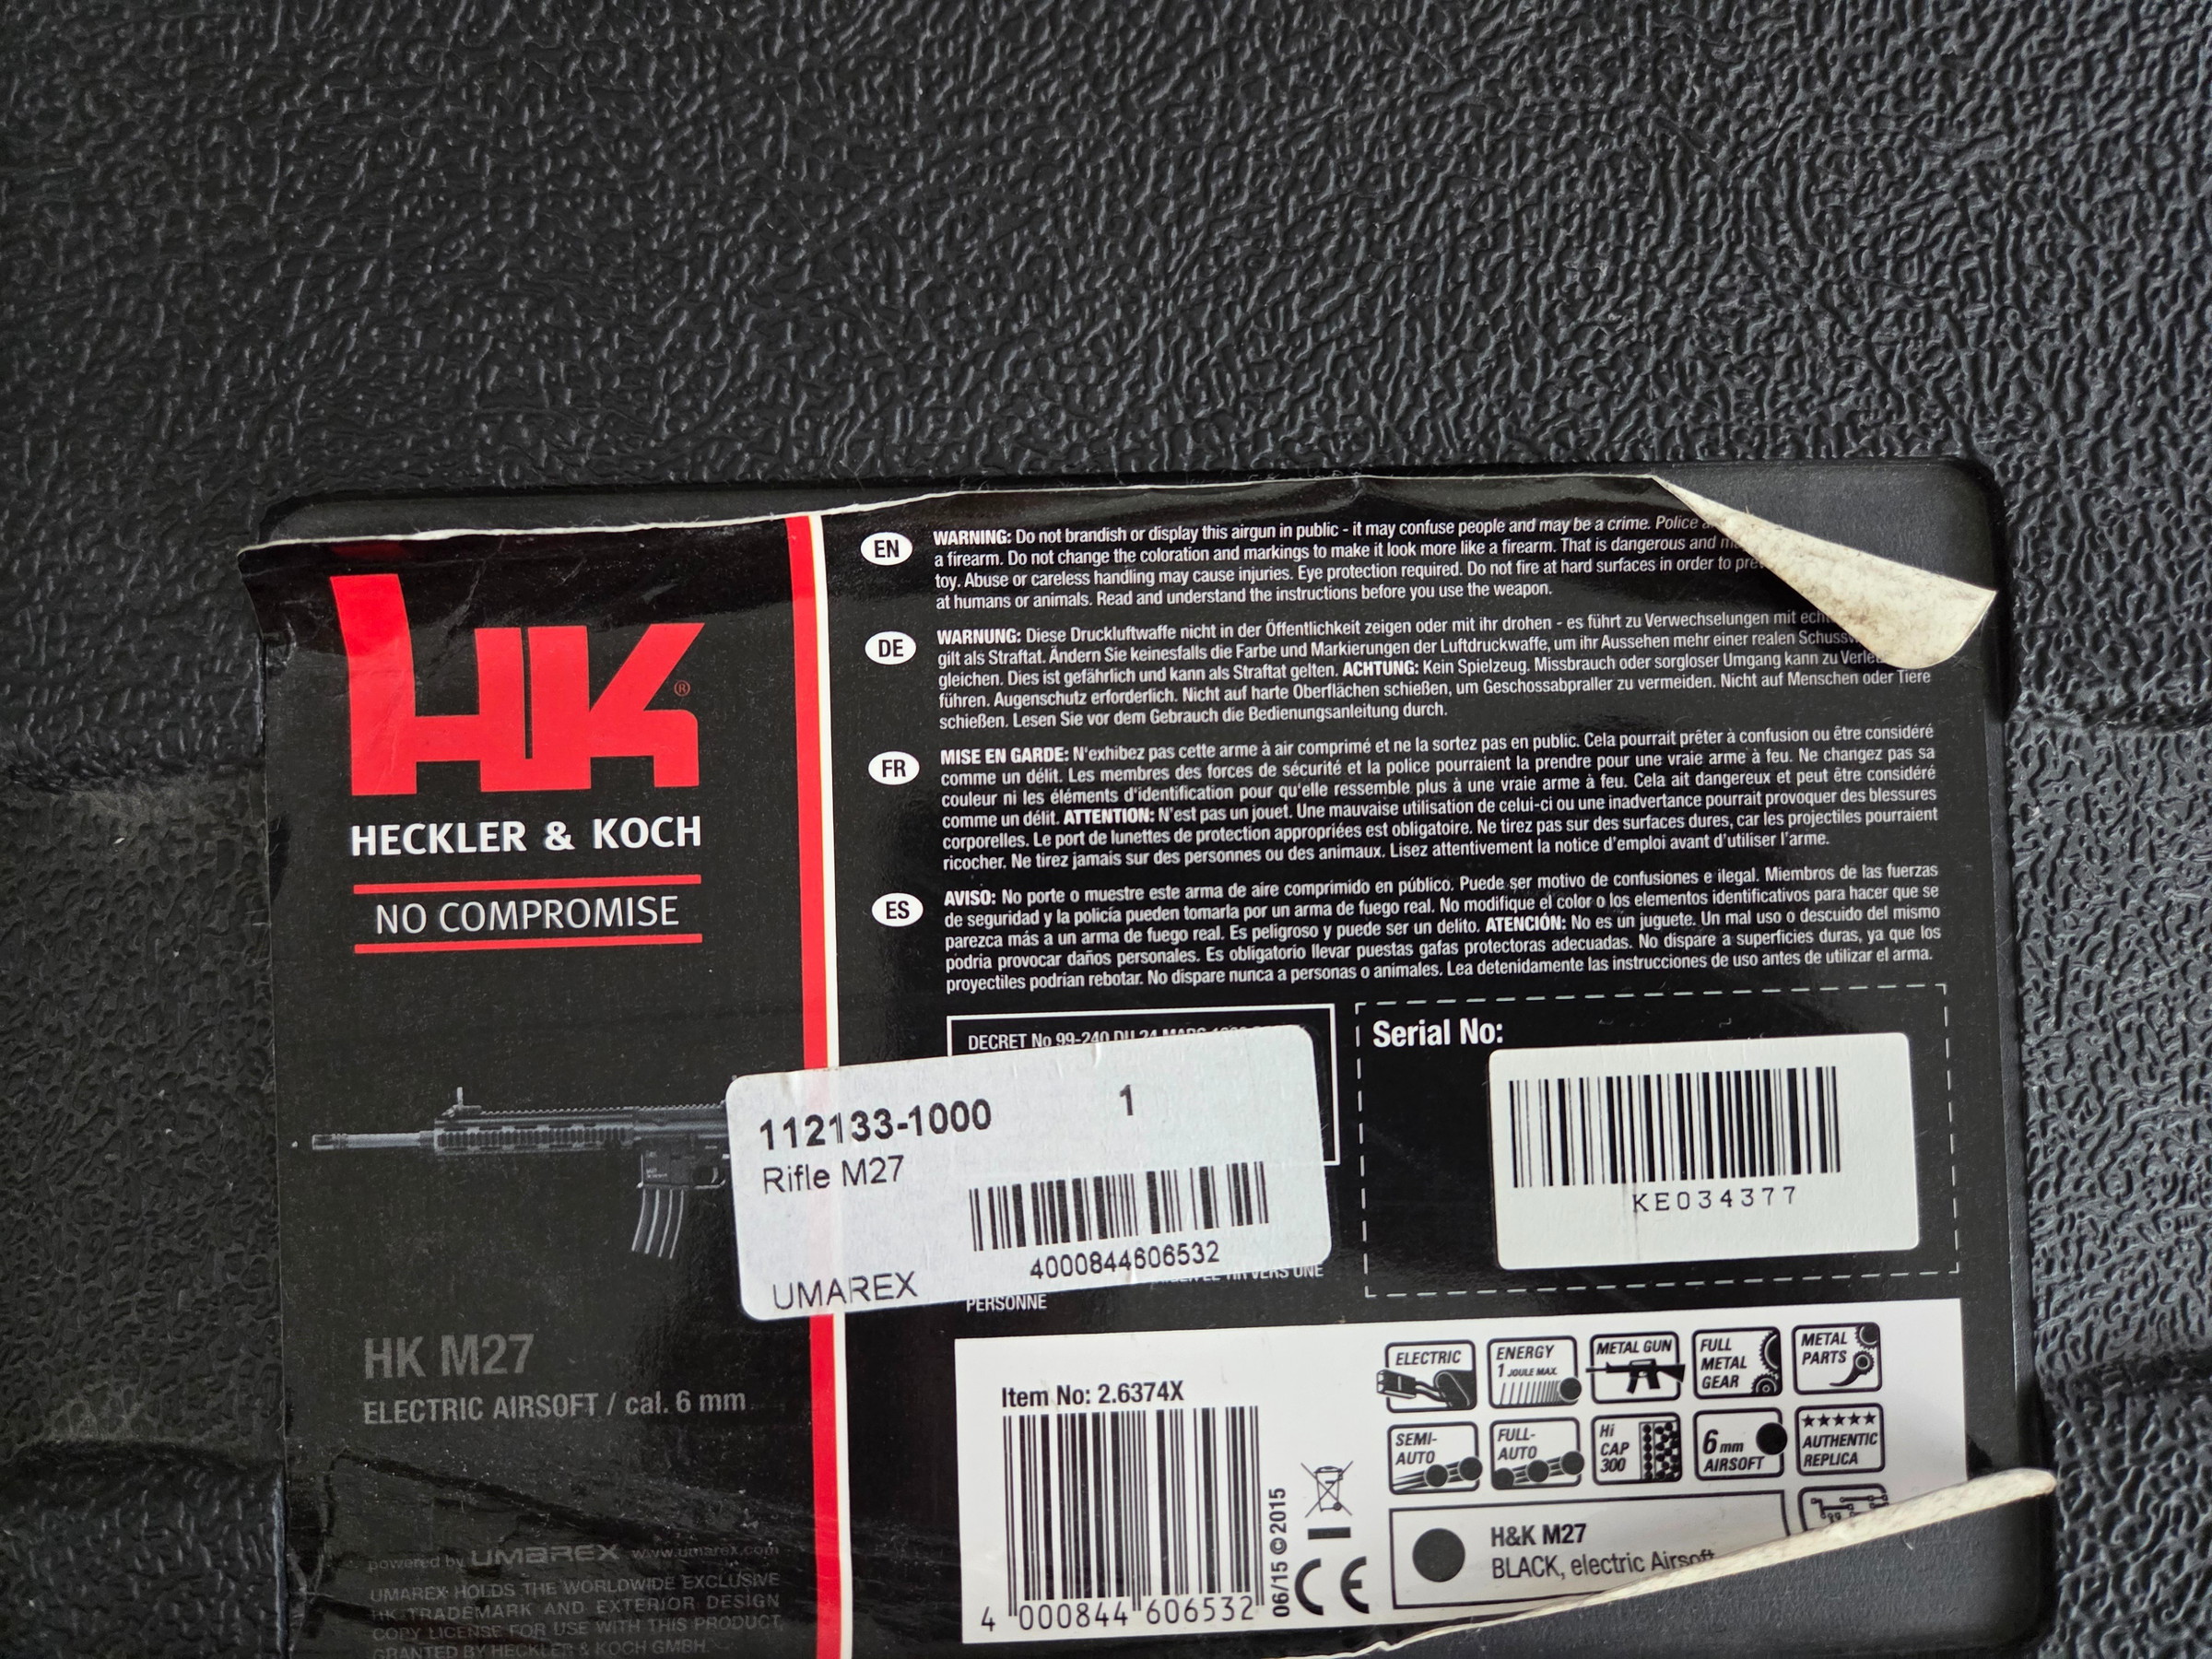 HK®
HECKLER & KOCH
NO COMPROMISE
HK M27
ELECTRIC AIRSOFT / cal. 6 mm
powered by UMAREX www.umarex.com
UMAREX HOLDS THE WORLDWIDE EXCLUSIVE
HK TRADEMARK AND EXTERIOR DESIGN
COPY LICENSE FOR USE WITH THIS PRODUCT,
GRANTED BY HECKLER & KOCH GMBH.
EN
WARNING: Do not brandish or display this airgun in public - it may confuse people and may be a crime. Police
a firearm. Do not change the coloration and markings to make it look more like a firearm. That is dangerous and
toy. Abuse or careless handling may cause injuries. Eye protection required. Do not fire at hard surfaces in order to
at humans or animals. Read and understand the instructions before you use the weapon.
DE
WARNUNG: Diese Druckluftwaffe nicht in der Öffentlichkeit zeigen oder mit ihr drohen - es führt zu Verwechselungen mit
gilt als Straftat. Ändern Sie keinesfalls die Farbe und Markierungen der Luftdruckwaffe, um ihr Aussehen mehr einer realen
gleichen. Dies ist gefährlich und kann als Straftat gelten. ACHTUNG: Kein Spielzeug. Missbrauch oder sorgloser Umgang kann zu
führen. Augenschutz erforderlich. Nicht auf harte Oberflächen schießen, um Geschossabpraller zu vermeiden. Nicht auf Menschen oder Tiere
schießen. Lesen Sie vor dem Gebrauch die Bedienungsanleitung durch.
FR
MISE EN GARDE: N'exhibez pas cette arme à air comprimé et ne la sortez pas en public. Cela pourrait prêter à confusion ou être considéré
comme un délit. Les membres des forces de sécurité et la police pourraient la prendre pour une vraie arme à feu. Ne changez pas sa
couleur ni les éléments d'identification pour qu'elle ressemble plus à une vraie arme à feu. Cela ait dangereux et peut être considéré
comme un délit. ATTENTION: N'est pas un jouet. Une mauvaise utilisation de celui-ci ou une inadvertance pourrait provoquer des blessures
corporelles. Le port de lunettes de protection appropriées est obligatoire. Ne tirez pas sur des surfaces dures, car les projectiles pourraient
ricocher. Ne tirez jamais sur des personnes ou des animaux. Lisez attentivement la notice d'emploi avant d'utiliser l'arme.
ES
AVISO: No porte o muestre este arma de aire comprimido en público. Puede ser motivo de confusiones e ilegal. Miembros de las fuerzas
de seguridad y la policía pueden tomarla por un arma de fuego real. No modifique el color o los elementos identificativos para hacer que se
parezca más a un arma de fuego real. Es peligroso y puede ser un delito. ATENCIÓN: No es un juguete. Un mal uso o descuido del mismo
podría provocar daños personales. Es obligatorio llevar puestas gafas protectoras adecuadas. No dispare a superficies duras, ya que los
proyectiles podrían rebotar. No dispare nunca a personas o animales. Lea detenidamente las instrucciones de uso antes de utilizar el arma.
DECRET No 99-240 DU 24 MARS
112133-1000 1
Rifle M27
4000844606532
UMAREX
VERS UNE
PERSONNE
Serial No:
KE034377
Item No: 2.6374X
4 000844 606532
06/15 ©2015
CE
ELECTRIC
ENERGY
1 JOULE MAX.
METAL GUN
FULL
METAL
GEAR
METAL
PARTS
SEMI-
AUTO
FULL-
AUTO
Hi
CAP
300
6 mm
AIRSOFT
AUTHENTIC
REPLICA
H&K M27
BLACK, electric Airsoft